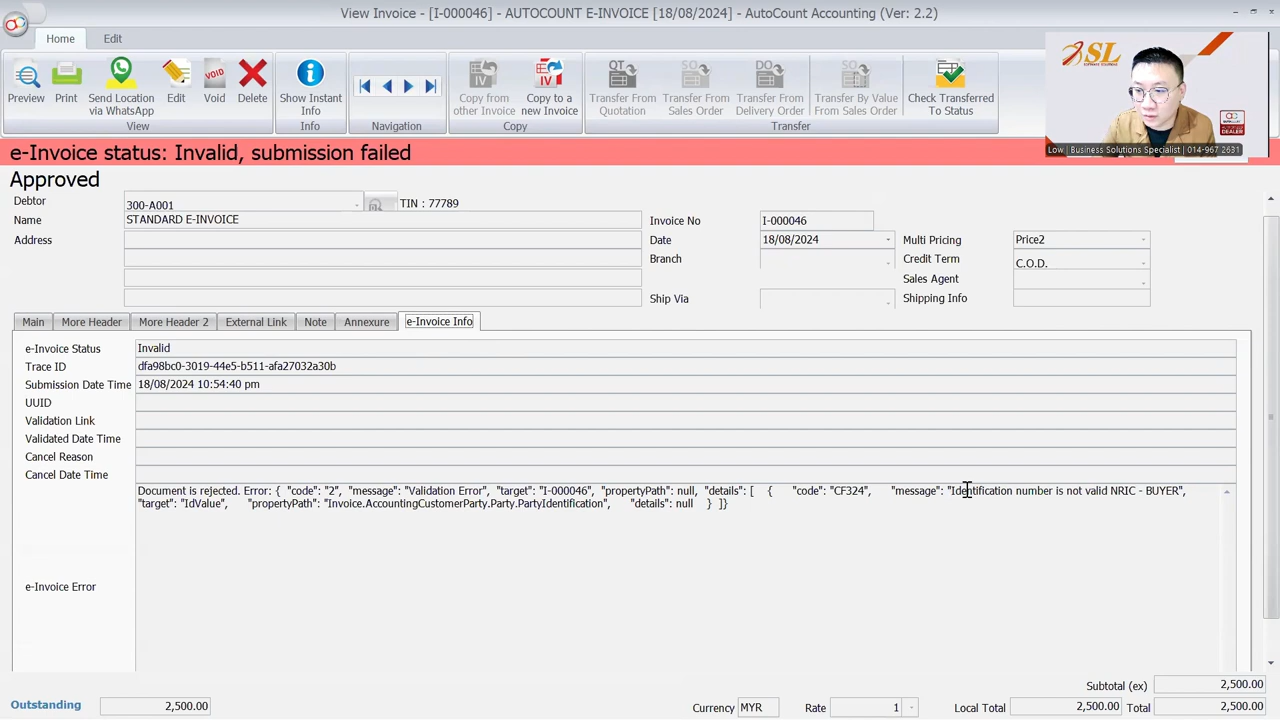 View Invoice - [I-000046] - AUTOCOUNT E-INVOICE [18/08/2024] - AutoCount Accounting (Ver: 2.2)
Home Edit
Preview Print Send Location via WhatsApp Edit Void Delete Show Instant Info Copy from other Invoice Copy to a new Invoice Transfer From Quotation Transfer From Sales Order Transfer From Delivery Order Transfer By Value From Sales Order Check Transferred To Status
View Info Navigation Copy Transfer
SL
Low | Business Solutions Specialist | 014-967 2631
e-Invoice status: Invalid, submission failed
Approved
Debtor 300-A001 TIN : 77789
Name STANDARD E-INVOICE Invoice No I-000046
Address Date 18/08/2024 Multi Pricing Price2
Branch Credit Term C.O.D.
Sales Agent
Ship Via Shipping Info
Main More Header More Header 2 External Link Note Annexure e-Invoice Info
e-Invoice Status Invalid
Trace ID dfa98bc0-3019-44e5-b511-afa27032a30b
Submission Date Time 18/08/2024 10:54:40 pm
UUID
Validation Link
Validated Date Time
Cancel Reason
Cancel Date Time
Document is rejected. Error: { "code": "2", "message": "Validation Error", "target": "I-000046", "propertyPath": null, "details": [ { "code": "CF324", "message": "Identification number is not valid NRIC - BUYER",
"target": "IdValue", "propertyPath": "Invoice.AccountingCustomerParty.Party.PartyIdentification", "details": null } ]}
e-Invoice Error
Subtotal (ex) 2,500.00
Outstanding 2,500.00 Currency MYR Rate 1 Local Total 2,500.00 Total 2,500.00